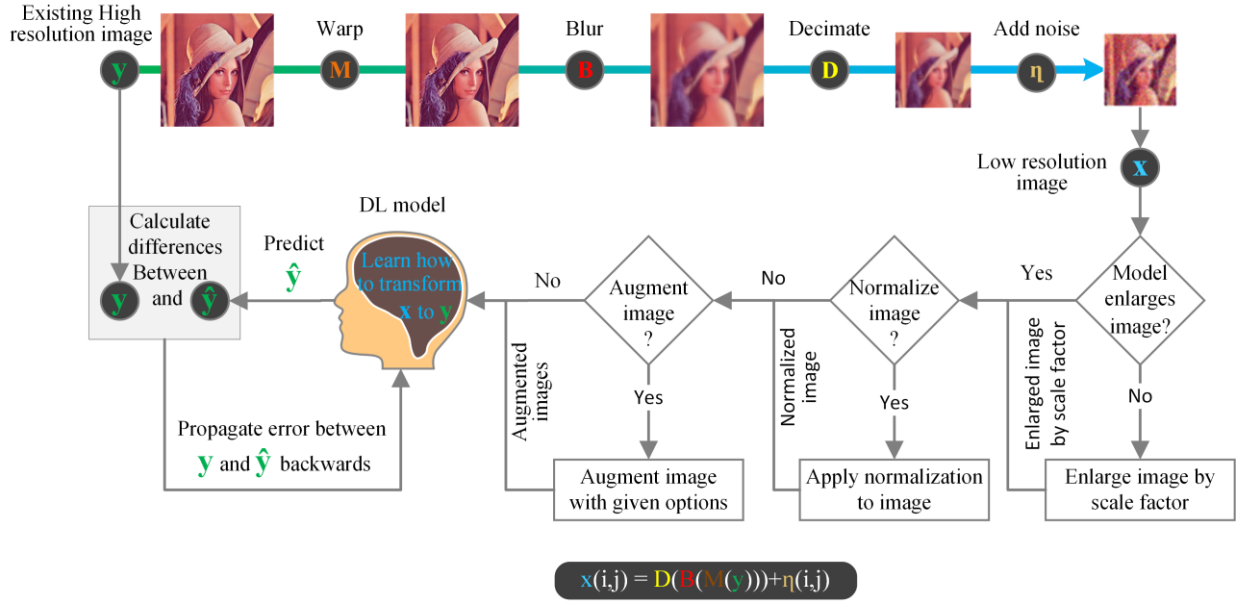 Existing High
resolution image
y
Warp
M
Blur
B
Decimate
D
Add noise
η
Low resolution
image
x
Model
enlarges
image?
Yes
No
Enlarge image by
scale factor
Enlarged image
by scale factor
Normalize
image
?
No
Yes
Apply normalization
to image
Normalized
image
Augment
image
?
No
Yes
Augment image
with given options
Augmented
images
DL model
Learn how
to transform
x to y
Predict
ŷ
Calculate
differences
Between
y and ŷ
Propagate error between
y and ŷ backwards
x(i,j) = D(B(M(y)))+η(i,j)